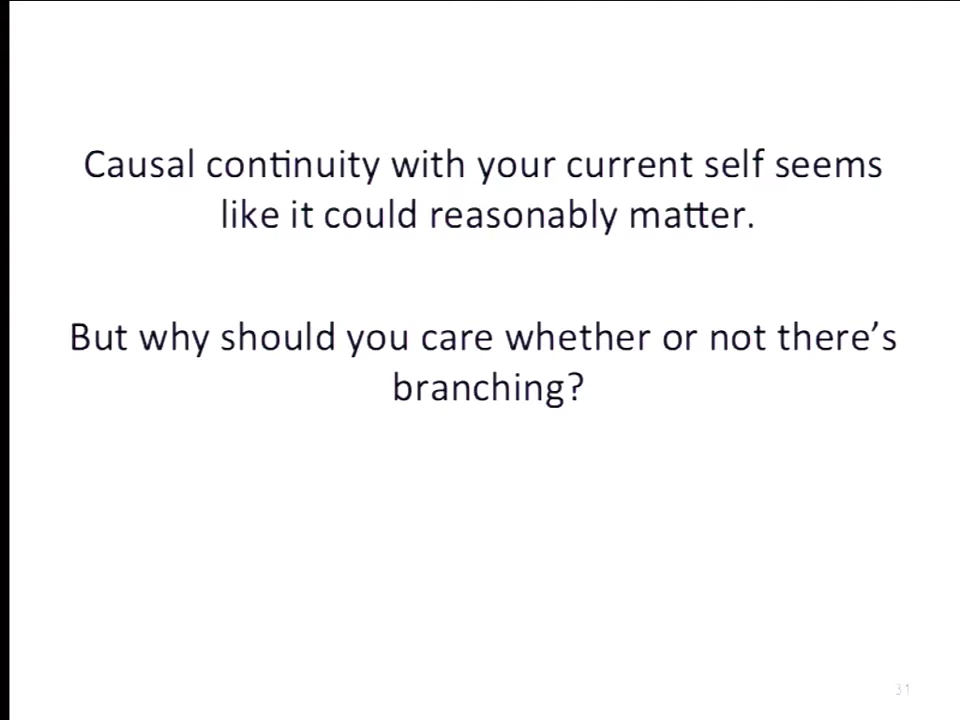 Causal continuity with your current self seems
like it could reasonably matter.
But why should you care whether or not there's
branching?
31